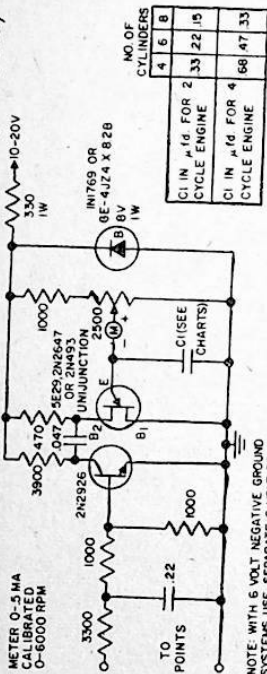 METER 0-5 MA
CALIBRATED
0-6000 RPM
3900
470
.047
5E29,2N2647
OR 2N493
UNIJUNCTION
1000
330
1W
10-20V
2N2926
B2
B1
E
M
- +
2500
IN1769 OR
GE-4JZ4 X 828
8V
1W
B
C1 (SEE
CHARTS)
3300
1000
TO
POINTS
.22
1000
NO. OF
CYLINDERS
4 6 8
C1 IN μfd. FOR 2 .33 .22 .15
CYCLE ENGINE
C1 IN μfd. FOR 4 .68 .47 .33
CYCLE ENGINE
NOTE: WITH 6 VOLT NEGATIVE GROUND